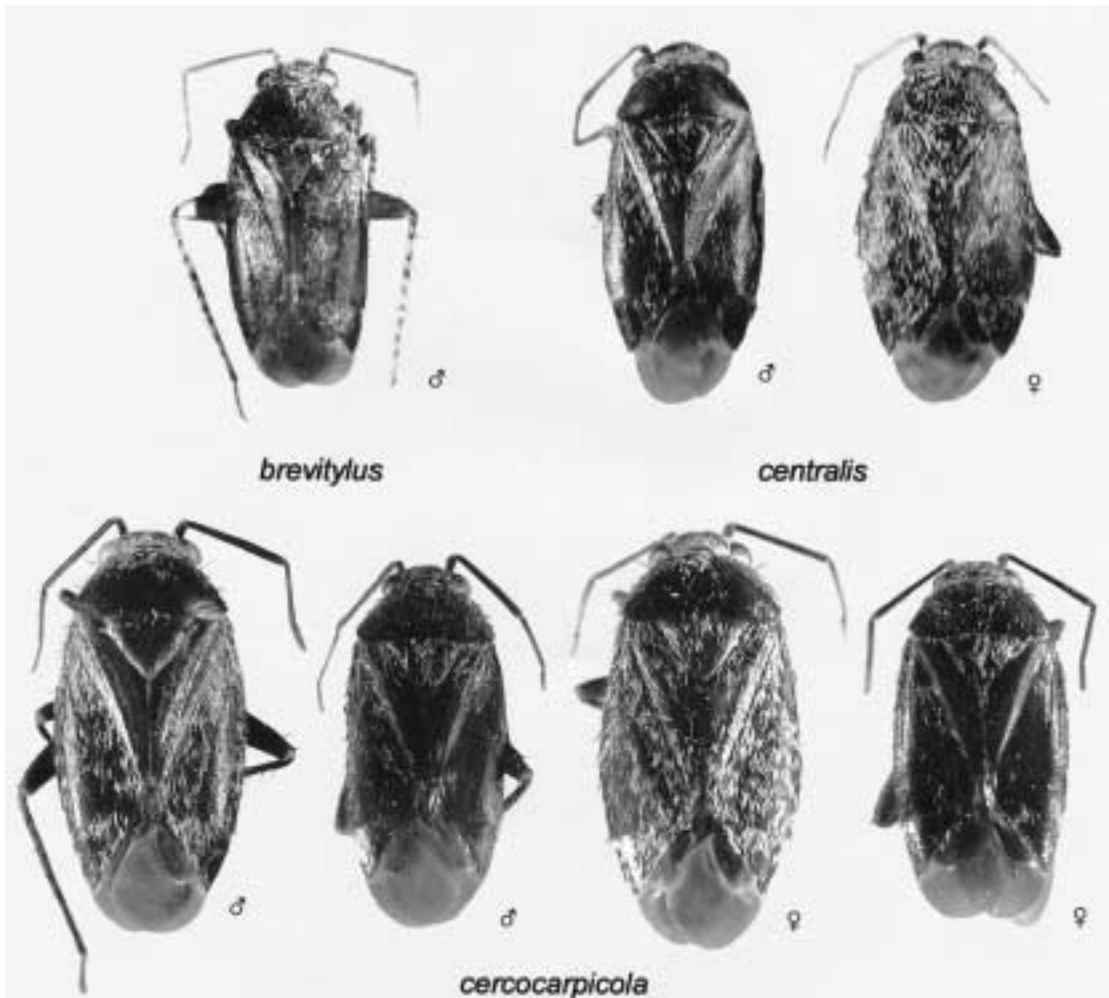 ♂ ♂ ♀
brevitylus centralis
♂ ♂ ♀ ♀
cercocarpicola